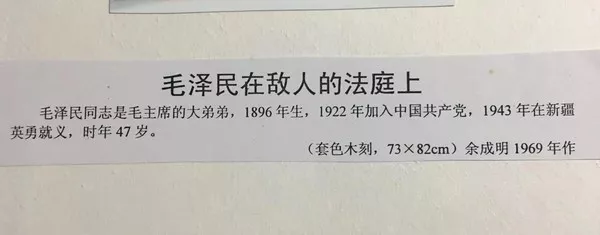 毛泽民在敌人的法庭上
毛泽民同志是毛主席的大弟弟，1896 年生，1922 年加入中国共产党，1943 年在新疆
英勇就义，时年 47 岁。
（套色木刻，73×82cm）余成明 1969 年作